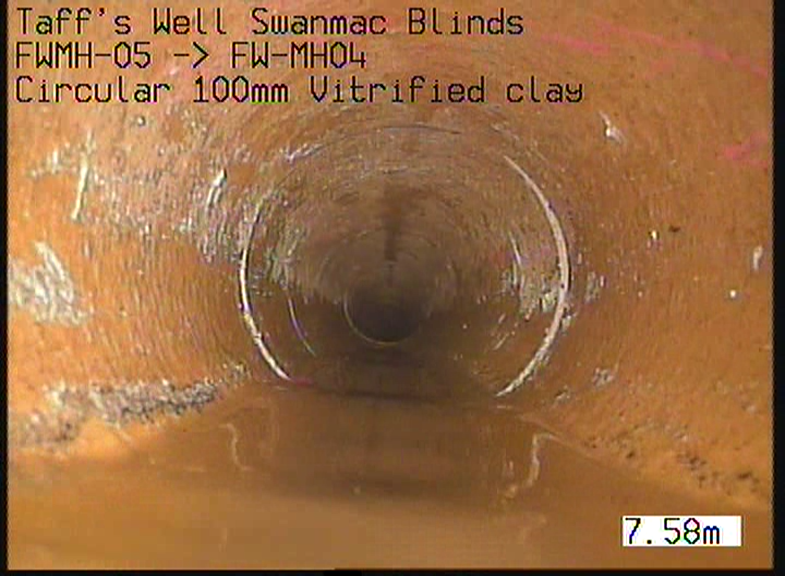 Taff's Well Swanmac Blinds
FWMH-05 -> FW-MH04
Circular 100mm Vitrified clay
7.58m